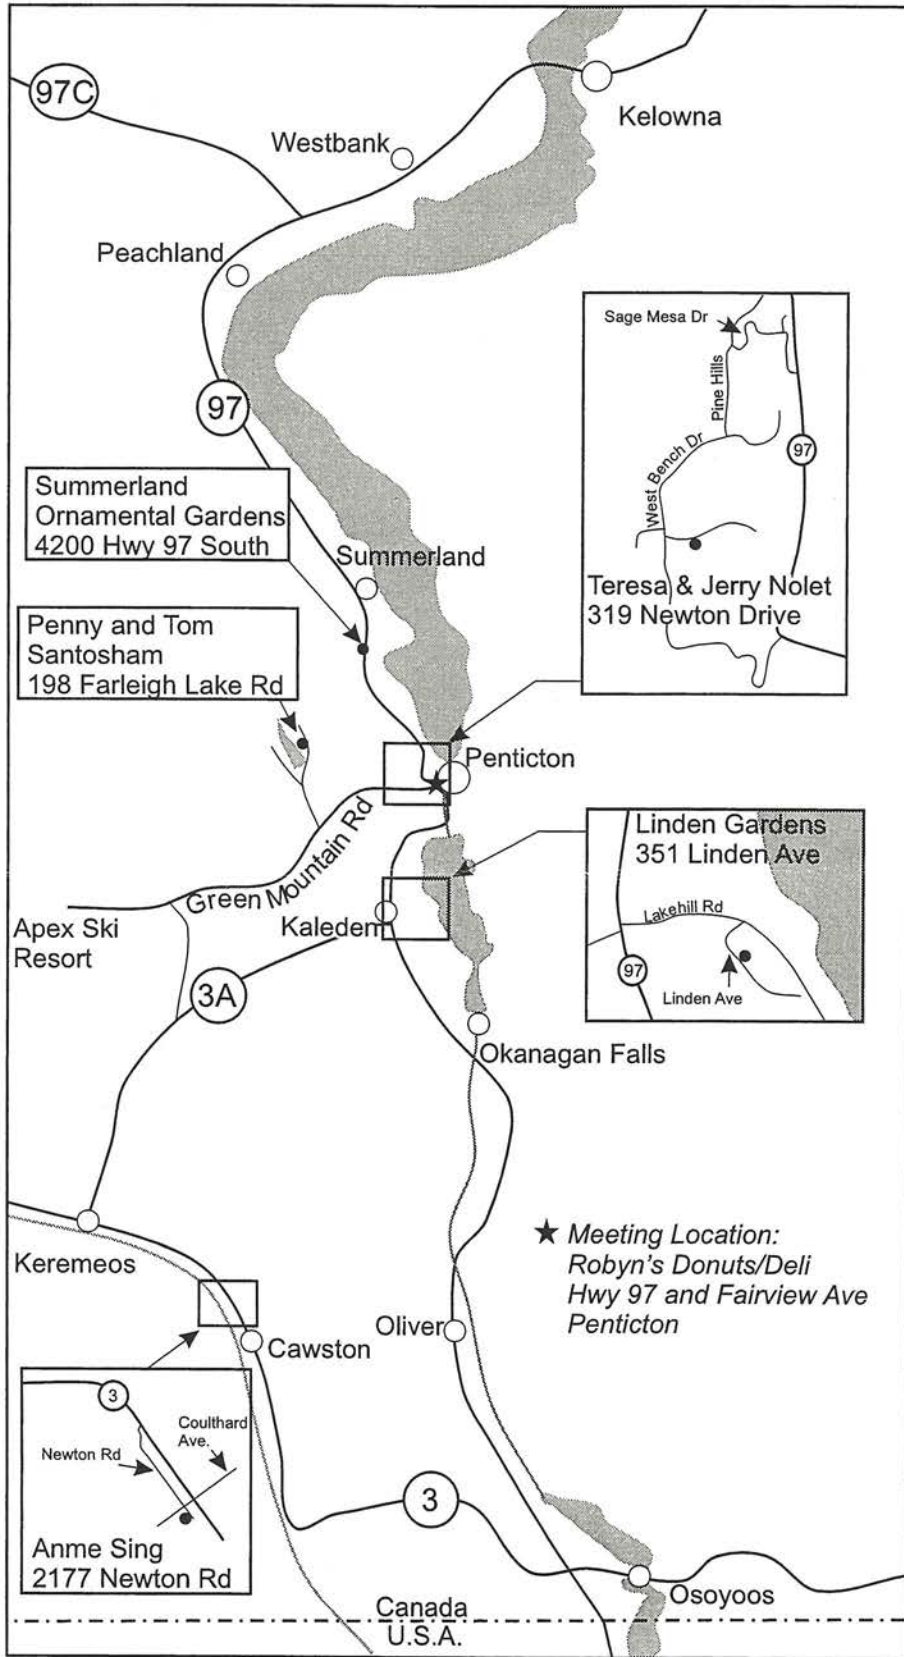 97C
Kelowna
Westbank
Peachland
97
Sage Mesa Dr
Pine Hills
West Bench Dr
97
Teresa & Jerry Nolet
319 Newton Drive
Summerland
Ornamental Gardens
4200 Hwy 97 South
Summerland
Penny and Tom
Santosham
198 Farleigh Lake Rd
Penticton
Green Mountain Rd
Apex Ski
Resort
Kaleden
Linden Gardens
351 Linden Ave
Lakehill Rd
97
Linden Ave
3A
Okanagan Falls
Keremeos
★ Meeting Location:
Robyn's Donuts/Deli
Hwy 97 and Fairview Ave
Penticton
Oliver
Cawston
3
Coulthard
Ave.
Newton Rd
Anme Sing
2177 Newton Rd
3
Osoyoos
Canada
U.S.A.